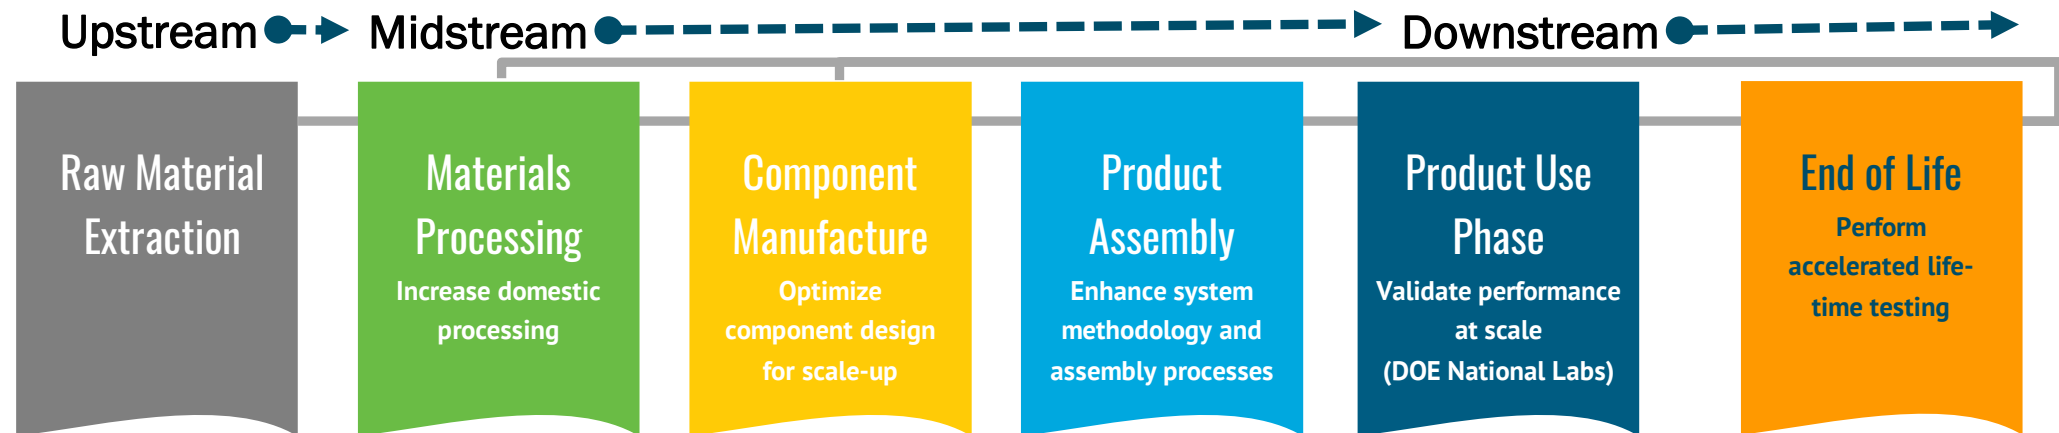 Upstream
Midstream
Downstream
Raw Material
Extraction
Materials
Processing
Increase domestic
processing
Component
Manufacture
Optimize
component design
for scale-up
Product
Assembly
Enhance system
methodology and
assembly processes
Product Use
Phase
Validate performance
at scale
(DOE National Labs)
End of Life
Perform
accelerated life-
time testing